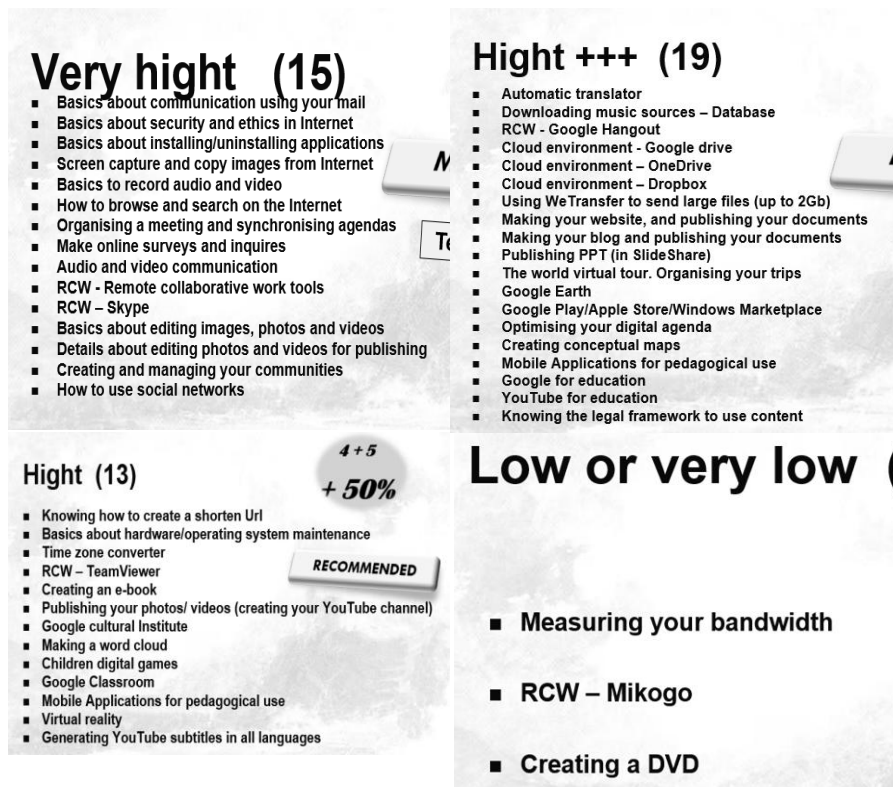 Very hight (15)
Basics about communication using your mail
Basics about security and ethics in Internet
Basics about installing/uninstalling applications
Screen capture and copy images from Internet
Basics to record audio and video
How to browse and search on the Internet
Organising a meeting and synchronising agendas
Make online surveys and inquires
Audio and video communication
RCW - Remote collaborative work tools
RCW – Skype
Basics about editing images, photos and videos
Details about editing photos and videos for publishing
Creating and managing your communities
How to use social networks
Hight +++ (19)
Automatic translator
Downloading music sources – Database
RCW - Google Hangout
Cloud environment - Google drive
Cloud environment – OneDrive
Cloud environment – Dropbox
Using WeTransfer to send large files (up to 2Gb)
Making your website, and publishing your documents
Making your blog and publishing your documents
Publishing PPT (in SlideShare)
The world virtual tour. Organising your trips
Google Earth
Google Play/Apple Store/Windows Marketplace
Optimising your digital agenda
Creating conceptual maps
Mobile Applications for pedagogical use
Google for education
YouTube for education
Knowing the legal framework to use content
Hight (13)
4 + 5
+ 50%
RECOMMENDED
Knowing how to create a shorten Url
Basics about hardware/operating system maintenance
Time zone converter
RCW – TeamViewer
Creating an e-book
Publishing your photos/ videos (creating your YouTube channel)
Google cultural Institute
Making a word cloud
Children digital games
Google Classroom
Mobile Applications for pedagogical use
Virtual reality
Generating YouTube subtitles in all languages
Low or very low (
Measuring your bandwidth
RCW – Mikogo
Creating a DVD